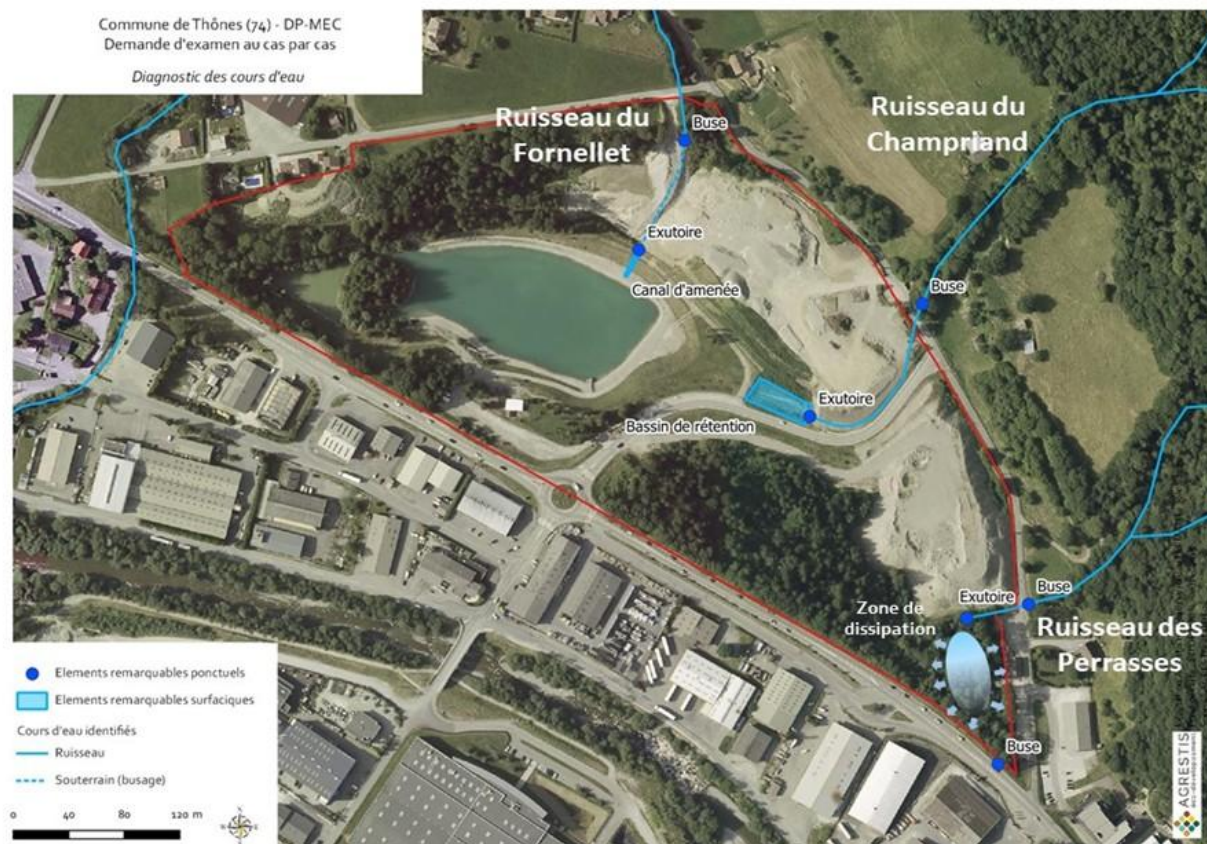 Commune de Thônes (74) - DP-MEC
Demande d'examen au cas par cas
Diagnostic des cours d'eau
Ruisseau du
Fornellet
Buse
Ruisseau du
Champriand
Exutoire
Canal d'amenée
Buse
Exutoire
Bassin de rétention
Zone de
dissipation
Exutoire
Buse
Ruisseau des
Perrasses
Buse
Elements remarquables ponctuels
Elements remarquables surfaciques
Cours d'eau identifiés
Ruisseau
Souterrain (busage)
0 40 80 120 m
AGRESTIS
éco-développement